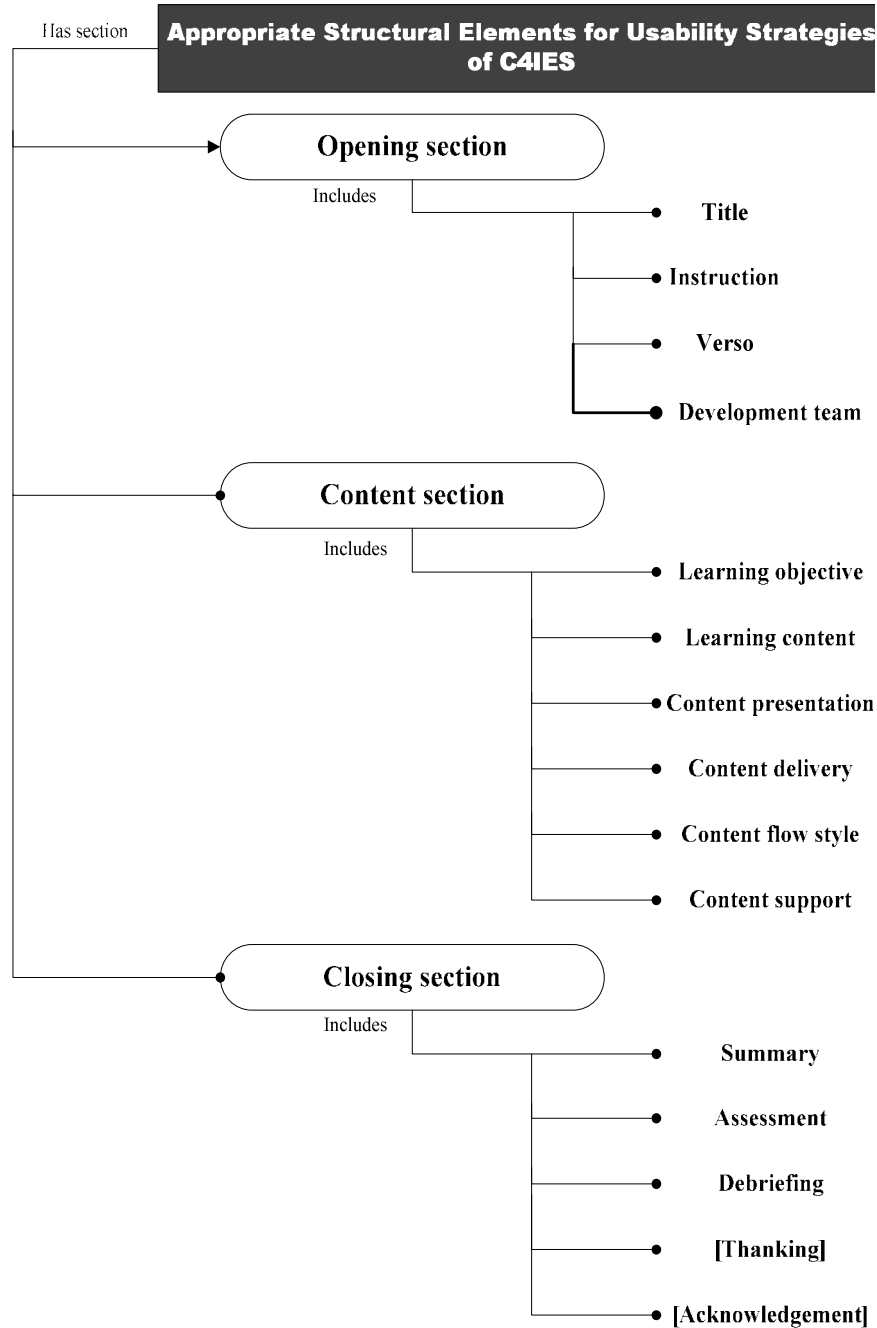 Has section
Appropriate Structural Elements for Usability Strategies
of C4IES
Opening section
Includes
Title
Instruction
Verso
Development team
Content section
Includes
Learning objective
Learning content
Content presentation
Content delivery
Content flow style
Content support
Closing section
Includes
Summary
Assessment
Debriefing
[Thanking]
[Acknowledgement]